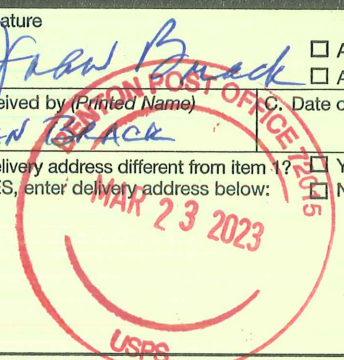 ature
Brack
A
A
BENTON POST OFFICE 72015
eived by (Printed Name)
C. Date o
N BRACK
elivery address different from item 1?
Y
ES, enter delivery address below:
N
MAR 23 2023
USPS